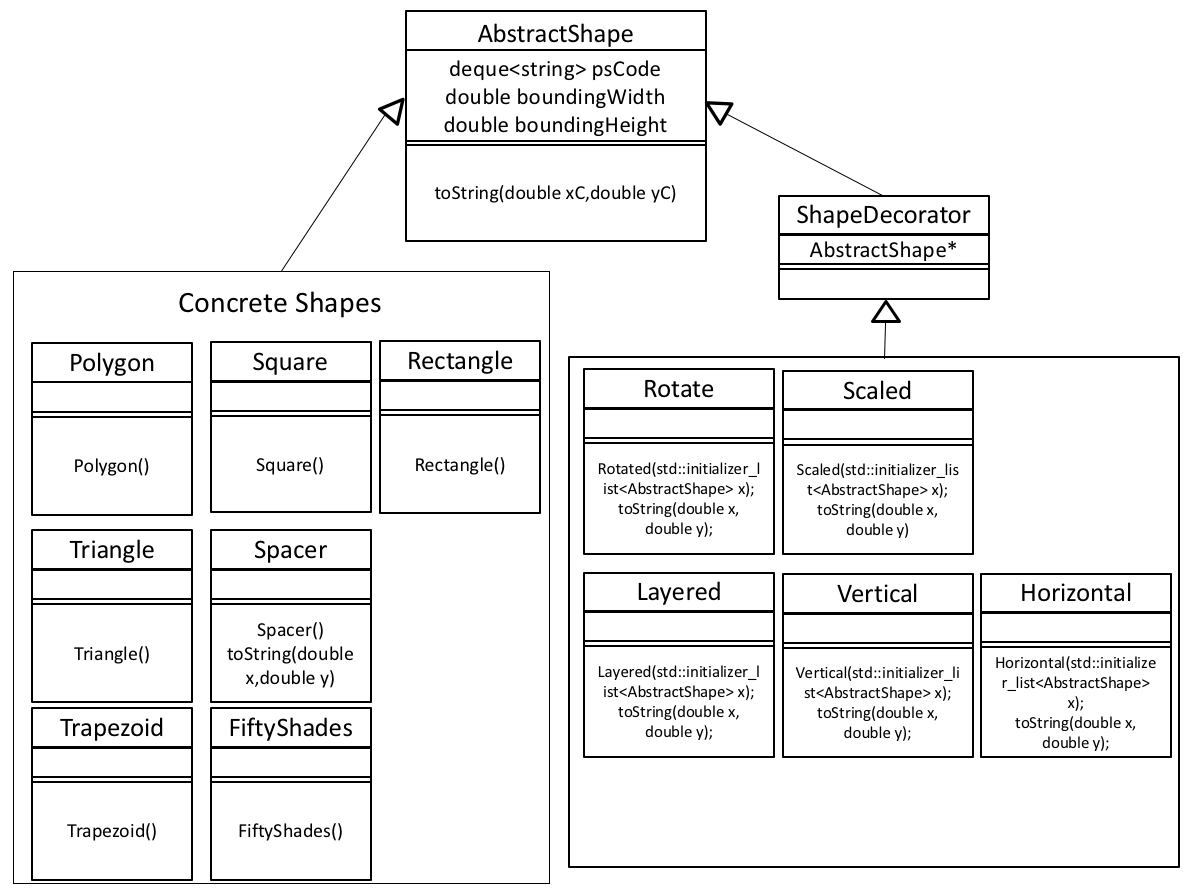 AbstractShape
deque<string> psCode
double boundingWidth
double boundingHeight
toString(double xC,double yC)
ShapeDecorator
AbstractShape*
Concrete Shapes
Polygon
Polygon()
Square
Square()
Rectangle
Rectangle()
Triangle
Triangle()
Spacer
Spacer()
toString(double
x,double y)
Trapezoid
Trapezoid()
FiftyShades
FiftyShades()
Rotate
Rotated(std::initializer_l
ist<AbstractShape> x);
toString(double x,
double y);
Scaled
Scaled(std::initializer_lis
t<AbstractShape> x);
toString(double x,
double y)
Layered
Layered(std::initializer_l
ist<AbstractShape> x);
toString(double x,
double y);
Vertical
Vertical(std::initializer_li
st<AbstractShape> x);
toString(double x,
double y);
Horizontal
Horizontal(std::initialize
r_list<AbstractShape>
x);
toString(double x,
double y);